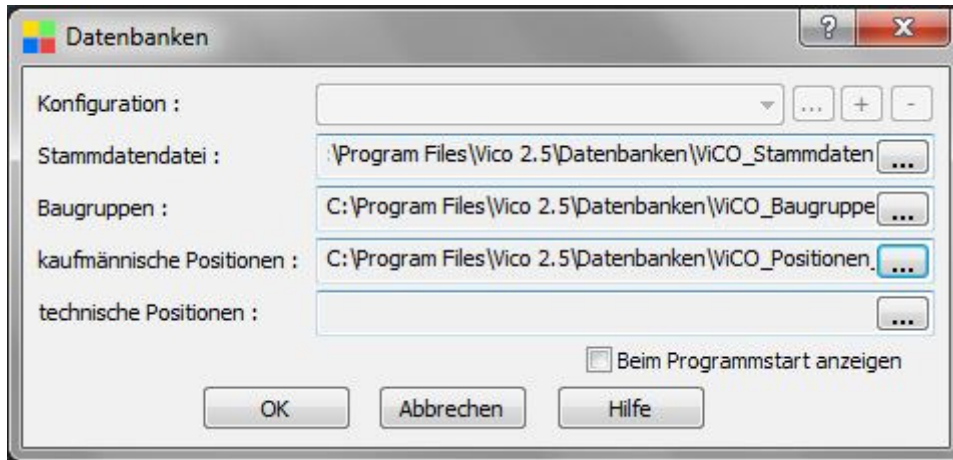 Datenbanken
Konfiguration :
... + -
Stammdatendatei : :\Program Files\Vico 2.5\Datenbanken\ViCO_Stammdaten ...
Baugruppen : C:\Program Files\Vico 2.5\Datenbanken\ViCO_Baugruppe ...
kaufmännische Positionen : C:\Program Files\Vico 2.5\Datenbanken\ViCO_Positionen_ ...
technische Positionen : ...
Beim Programmstart anzeigen
OK Abbrechen Hilfe